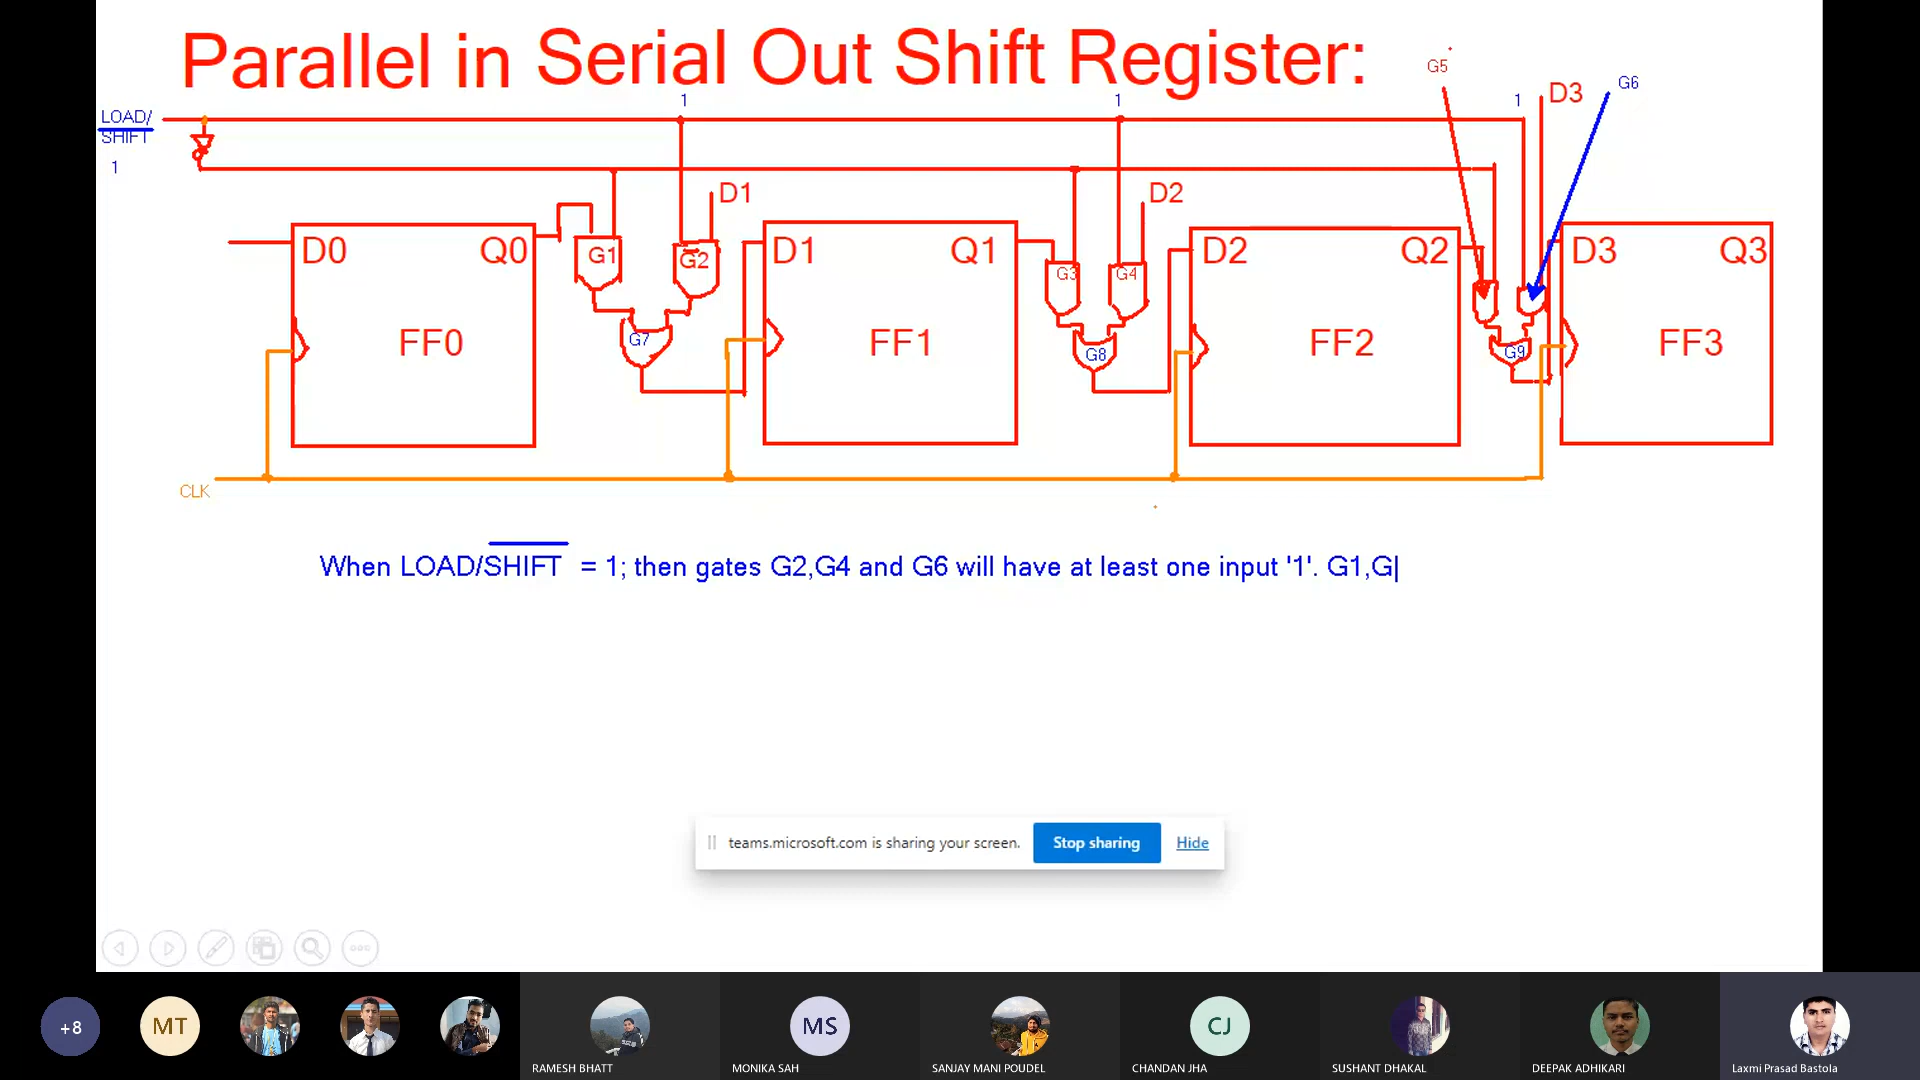 Parallel in Serial Out Shift Register:
G5
G6
D3
1
1
1
LOAD/
SHIFT
1
D1
D2
D0
Q0
G1
G2
D1
Q1
G3
G4
D2
Q2
D3
Q3
FF0
G7
FF1
G8
FF2
G9
FF3
CLK
When LOAD/SHIFT = 1; then gates G2,G4 and G6 will have at least one input '1'. G1,G
teams.microsoft.com is sharing your screen.
Stop sharing
Hide
+8
MT
MS
CJ
RAMESH BHATT
MONIKA SAH
SANJAY MANI POUDEL
CHANDAN JHA
SUSHANT DHAKAL
DEEPAK ADHIKARI
Laxmi Prasad Bastola